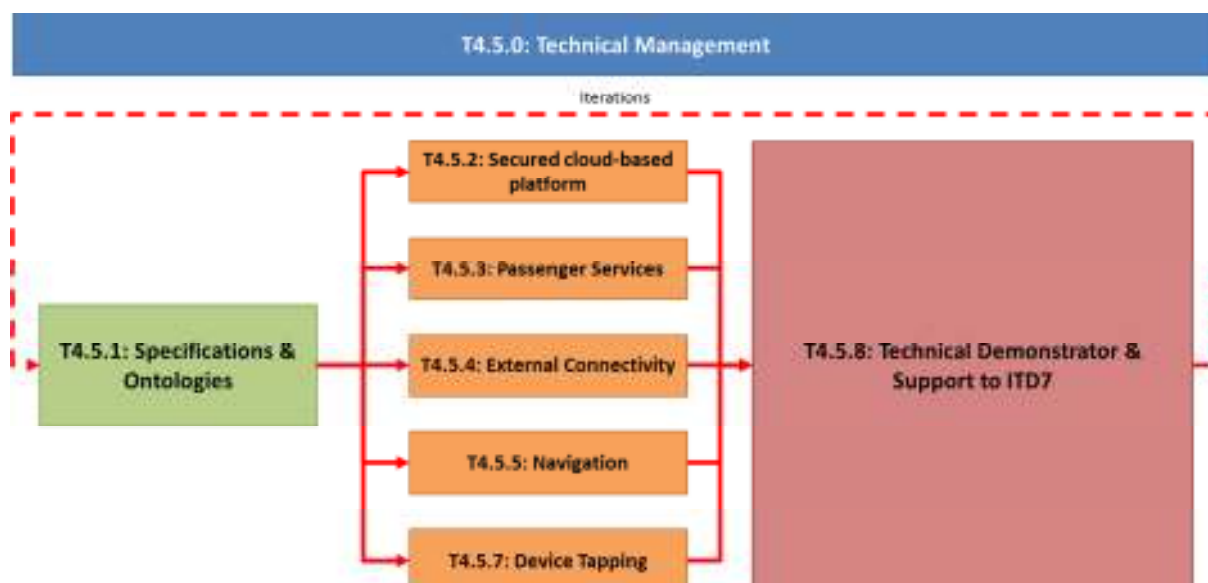 T4.5.0: Technical Management
Iterations
T4.5.2: Secured cloud-based
platform
T4.5.3: Passenger Services
T4.5.1: Specifications &
Ontologies
T4.5.4: External Connectivity
T4.5.8: Technical Demonstrator &
Support to ITD7
T4.5.5: Navigation
T4.5.7: Device Tapping